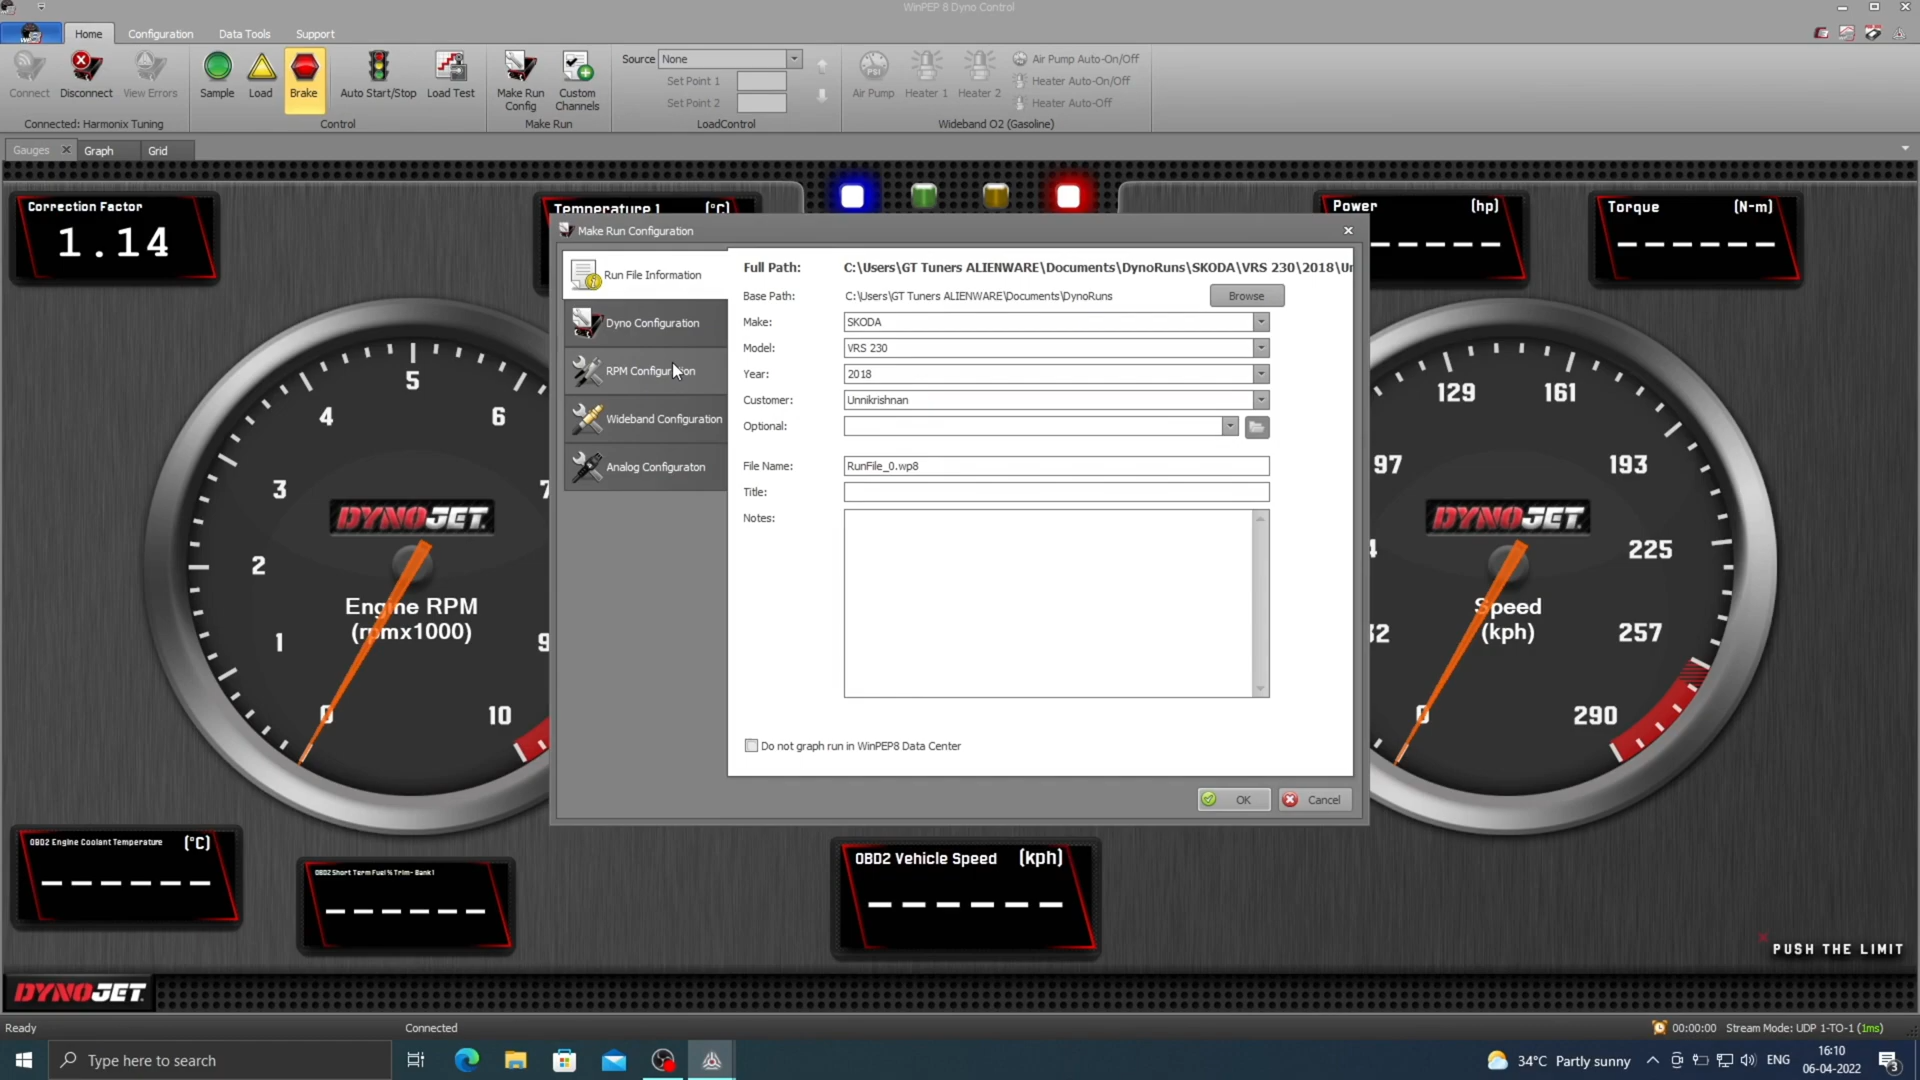 WinPEP 8 Dyno Control
Home
Configuration
Data Tools
Support
Connect
Disconnect
View Errors
Sample
Load
Brake
Auto Start/Stop
Load Test
Make Run
Config
Custom
Channels
Source
None
Set Point 1
Set Point 2
PSI
Air Pump
Heater 1
Heater 2
Air Pump Auto-On/Off
Heater Auto-On/Off
Heater Auto-Off
Connected: Harmonix Tuning
Control
Make Run
LoadControl
Wideband O2 (Gasoline)
Gauges
Graph
Grid
Correction Factor
1.14
Temperature 1 (°C)
Power (hp)
Torque (N-m)
Make Run Configuration
Run File Information
Dyno Configuration
RPM Configuration
Wideband Configuration
Analog Configuraton
Full Path: C:\Users\GT Tuners ALIENWARE\Documents\DynoRuns\SKODA\VRS 230\2018\Ur
Base Path: C:\Users\GT Tuners ALIENWARE\Documents\DynoRuns
Browse
Make: SKODA
Model: VRS 230
Year: 2018
Customer: Unnikrishnan
Optional:
File Name: RunFile_0.wp8
Title:
Notes:
Do not graph run in WinPEP8 Data Center
OK
Cancel
0
1
2
3
4
5
6
7
9
10
DYNOJET
Engine RPM
(rpmx1000)
0
32
97
129
161
193
225
257
290
DYNOJET
Speed
(kph)
OBD2 Engine Coolant Temperature (°C)
OBD2 Short Term Fuel % Trim- Bank1
OBD2 Vehicle Speed (kph)
PUSH THE LIMIT
DYNOJET
Ready
Connected
00:00:00
Stream Mode: UDP 1-TO-1 (1ms)
Type here to search
34°C Partly sunny
ENG
16:10
06-04-2022
3